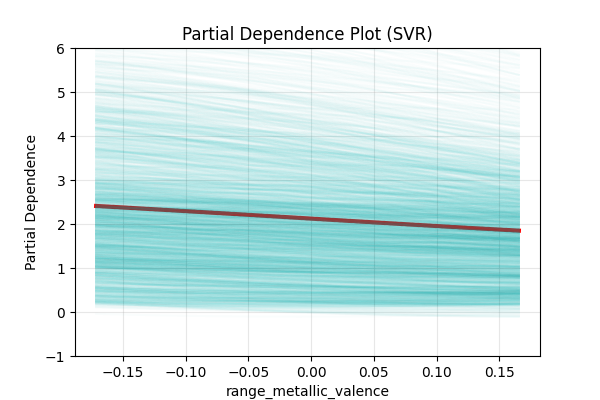 Partial Dependence Plot (SVR)
6
5
4
3
2
1
0
−1
Partial Dependence
−0.15 −0.10 −0.05 0.00 0.05 0.10 0.15
range_metallic_valence